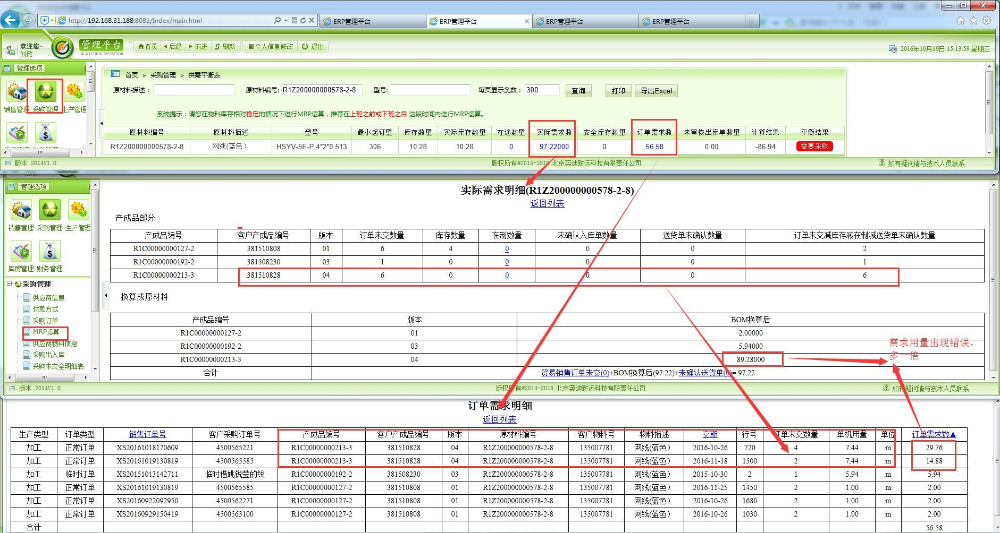 http://192.168.31.188:8081/Index/main.html
ERP管理平台
ERP管理平台
ERP管理平台
ERP管理平台
欢迎您--
刘欣
管理平台
PLATFORM SYSYTEM
首页 后退 前进 刷新 个人信息修改 退出
2016年10月19日 15:13:59 星期三
管理选项
销售管理 采购管理 生产管理
首页 > 采购管理 > 供需平衡表
原材料描述： 原材料编号: R1Z200000000578-2-8 型号: 每页显示条数： 300 查询 打印 导出Excel
系统提示：请您在物料库存相对稳定的情况下进行MRP运算，推荐在上班之前或下班之后 这段时间内进行MRP运算。
原材料编号 原材料描述 型号 最小起订量 库存数量 实际库存数量 在途数量 实际需求数 安全库存数量 订单需求数 未审核出库单数量 计算结果 平衡结果
R1Z200000000578-2-8 网线(蓝色) HSYV-5E-P 4*2*0.513 306 10.28 10.28 0 97.22000 0 56.58 0.00 -86.94 需要采购
版本 2014V1.0
版权所有@2014-2018 北京英迪致远科技有限责任公司
如有疑问请与技术人员联系
管理选项
销售管理 采购管理 生产管理
库房管理 财务管理
采购管理
供应商信息
付款方式
采购订单
MRP运算
供应商物料信息
采购出入库
采购未交全明细表
实际需求明细(R1Z200000000578-2-8)
返回列表
产成品部分
产成品编号 客户产成品编号 版本 订单未交数量 库存数量 在制数量 未确认入库单数量 送货单未确认数量 订单未交减库存减在制减送货单未确认数量
R1C00000000127-2 381510808 01 6 4 0 0 0 2
R1C00000000192-2 381508230 03 1 0 0 0 0 1
R1C00000000213-3 381510828 04 6 0 0 0 0 6
换算成原材料
产成品编号 版本 BOM换算后
R1C00000000127-2 01 2.00000
R1C00000000192-2 03 5.94000
R1C00000000213-3 04 89.28000
合计 贸易销售订单未交(0)+BOM换算后(97.22)+未确认送货单(0)= 97.22
需求用量出现错误，
多一倍
版本 2014V1.0
版权所有@2014-2018 北京英迪致远科技有限责任公司
如有疑问请与技术人员联系
订单需求明细
返回列表
生产类型 订单类型 销售订单号 客户采购订单号 产成品编号 客户产成品编号 版本 原材料编号 客户物料号 物料描述 交期 行号 订单未交数量 单机用量 单位 订单需求数▲
加工 正常订单 XS20161018170609 4500565221 R1C00000000213-3 381510828 04 R1Z200000000578-2-8 135007781 网线(蓝色) 2016-10-26 720 4 7.44 m 29.76
加工 正常订单 XS20161019130819 4500565585 R1C00000000213-3 381510828 04 R1Z200000000578-2-8 135007781 网线(蓝色) 2016-11-18 1500 2 7.44 m 14.88
加工 临时订单 XS20151013142711 临时借姚锐莹的线 R1C00000000192-2 381508230 03 R1Z200000000578-2-8 135007781 网线(蓝色) 2015-10-30 2 1 5.94 m 5.94
加工 正常订单 XS20161019130819 4500565585 R1C00000000127-2 381510808 01 R1Z200000000578-2-8 135007781 网线(蓝色) 2016-11-25 1450 2 1.00 m 2.00
加工 正常订单 XS20160922092950 4500562271 R1C00000000127-2 381510808 01 R1Z200000000578-2-8 135007781 网线(蓝色) 2016-10-26 1680 2 1.00 m 2.00
加工 正常订单 XS20160929150419 4500563100 R1C00000000127-2 381510808 01 R1Z200000000578-2-8 135007781 网线(蓝色) 2016-10-26 1030 2 1.00 m 2.00
合计 56.58